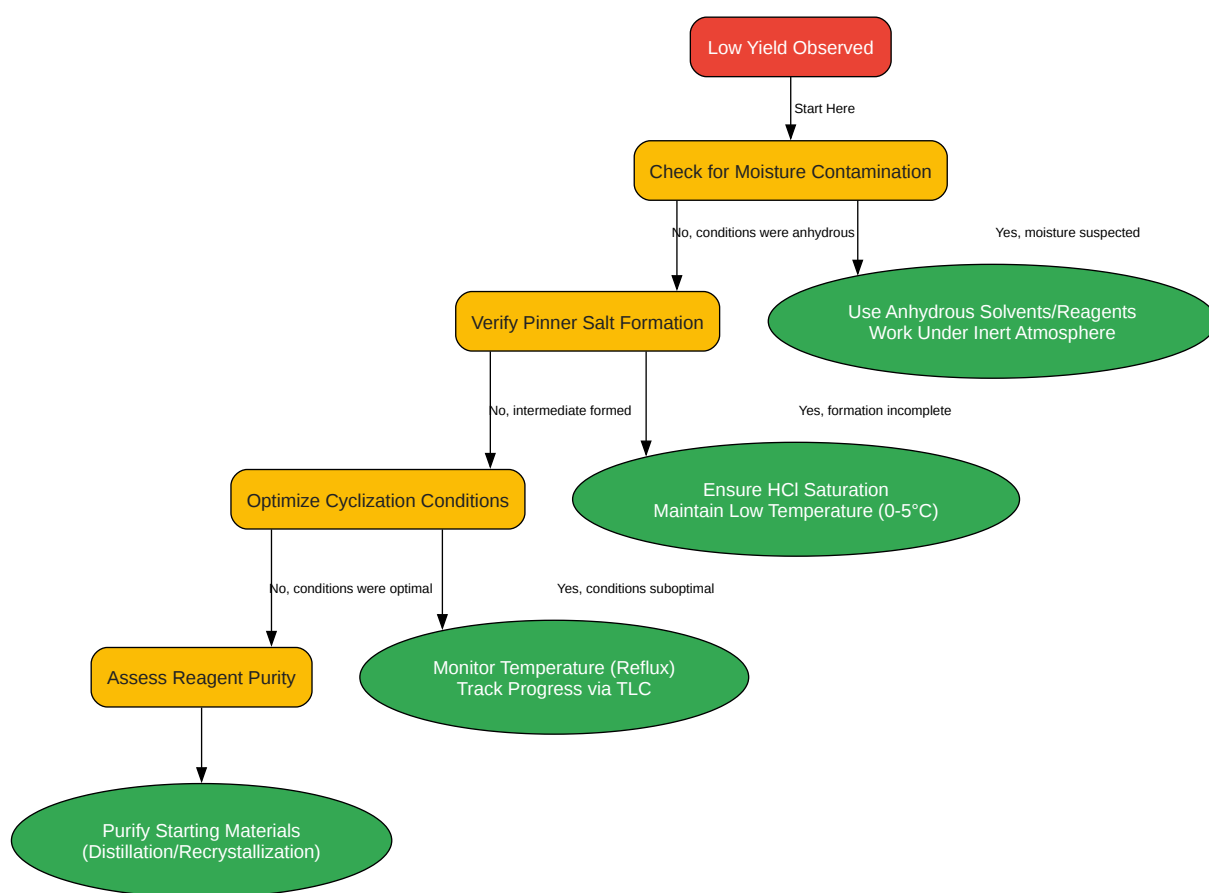 Low Yield Observed
Start Here
Check for Moisture Contamination
No, conditions were anhydrous
Yes, moisture suspected
Use Anhydrous Solvents/Reagents
Work Under Inert Atmosphere
Verify Pinner Salt Formation
No, intermediate formed
Yes, formation incomplete
Ensure HCl Saturation
Maintain Low Temperature (0-5°C)
Optimize Cyclization Conditions
No, conditions were optimal
Yes, conditions suboptimal
Monitor Temperature (Reflux)
Track Progress via TLC
Assess Reagent Purity
Purify Starting Materials
(Distillation/Recrystallization)